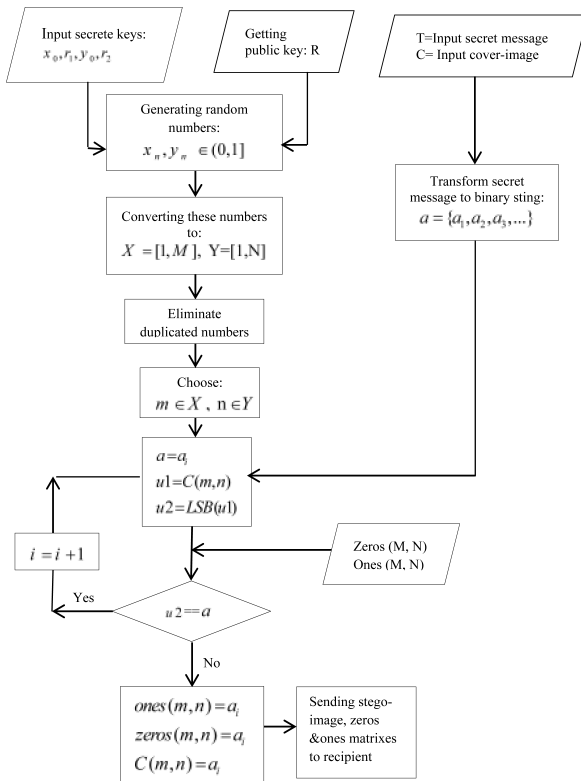 Input secrete keys:
x₀,r₁,y₀,r₂
Getting
public key: R
T=Input secret message
C= Input cover-image
Generating random
numbers:
xₙ,yₙ ∈(0,1]
Transform secret
message to binary sting:
a={a₁,a₂,a₃,...}
Converting these numbers
to:
X=[1,M], Y=[1,N]
Eliminate
duplicated numbers
Choose:
m∈X, n∈Y
a=aᵢ
u1=C(m,n)
u2=LSB(u1)
i=i+1
Zeros (M, N)
Ones (M, N)
Yes
u2==a
No
ones(m,n)=aᵢ
zeros(m,n)=aᵢ
C(m,n)=aᵢ
Sending stego-
image, zeros
&ones matrixes
to recipient